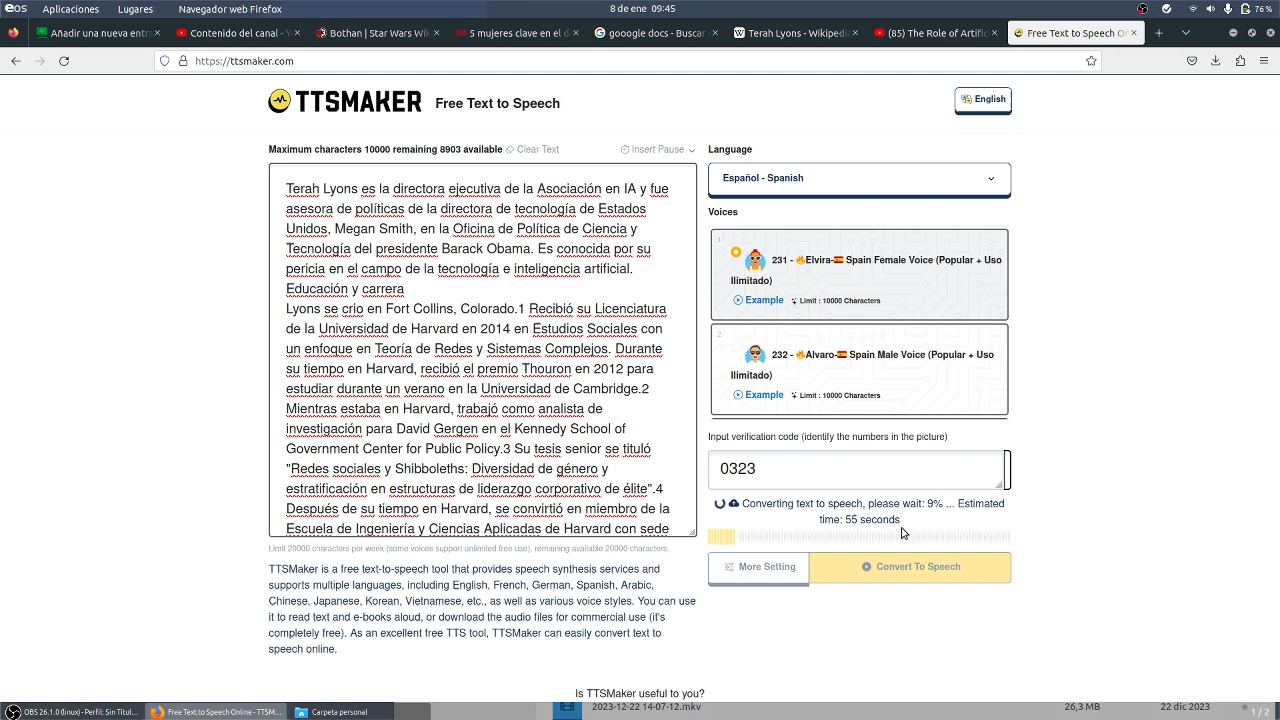 Aplicaciones Lugares Navegador web Firefox 8 de ene 09:45 76 %
Añadir una nueva entra Contenido del canal - Y Bothan | Star Wars Wik 5 mujeres clave en el d gooogle docs - Buscar Terah Lyons - Wikipedi (85) The Role of Artific Free Text to Speech On
https://ttsmaker.com
TTSMAKER Free Text to Speech English
Maximum characters 10000 remaining 8903 available Clear Text Insert Pause
Terah Lyons es la directora ejecutiva de la Asociación en IA y fue
asesora de políticas de la directora de tecnología de Estados
Unidos, Megan Smith, en la Oficina de Política de Ciencia y
Tecnología del presidente Barack Obama. Es conocida por su
pericia en el campo de la tecnología e inteligencia artificial.
Educación y carrera
Lyons se crio en Fort Collins, Colorado.1 Recibió su Licenciatura
de la Universidad de Harvard en 2014 en Estudios Sociales con
un enfoque en Teoría de Redes y Sistemas Complejos. Durante
su tiempo en Harvard, recibió el premio Thouron en 2012 para
estudiar durante un verano en la Universidad de Cambridge.2
Mientras estaba en Harvard, trabajó como analista de
investigación para David Gergen en el Kennedy School of
Government Center for Public Policy.3 Su tesis senior se tituló
"Redes sociales y Shibboleths: Diversidad de género y
estratificación en estructuras de liderazgo corporativo de élite".4
Después de su tiempo en Harvard, se convirtió en miembro de la
Escuela de Ingeniería y Ciencias Aplicadas de Harvard con sede
Limit 20000 characters per week (some voices support unlimited free use), remaining available 20000 characters.
TTSMaker is a free text-to-speech tool that provides speech synthesis services and
supports multiple languages, including English, French, German, Spanish, Arabic,
Chinese, Japanese, Korean, Vietnamese, etc., as well as various voice styles. You can use
it to read text and e-books aloud, or download the audio files for commercial use (it's
completely free). As an excellent free TTS tool, TTSMaker can easily convert text to
speech online.
Language
Español - Spanish
Voices
1
231 - 🔥Elvira-🇪🇸 Spain Female Voice (Popular + Uso
Ilimitado)
Example Limit : 10000 Characters
2
232 - 🔥Alvaro-🇪🇸 Spain Male Voice (Popular + Uso
Ilimitado)
Example Limit : 10000 Characters
Input verification code (identify the numbers in the picture)
0323
Converting text to speech, please wait: 9% ... Estimated
time: 55 seconds
More Setting Convert To Speech
Is TTSMaker useful to you?
OBS 26.1.0 (linux) - Perfil: Sin Titul... Free Text to Speech Online - TTSM... Carpeta personal 2023-12-22 14-07-12.mkv 26,3 MB 22 dic 2023 1 / 2